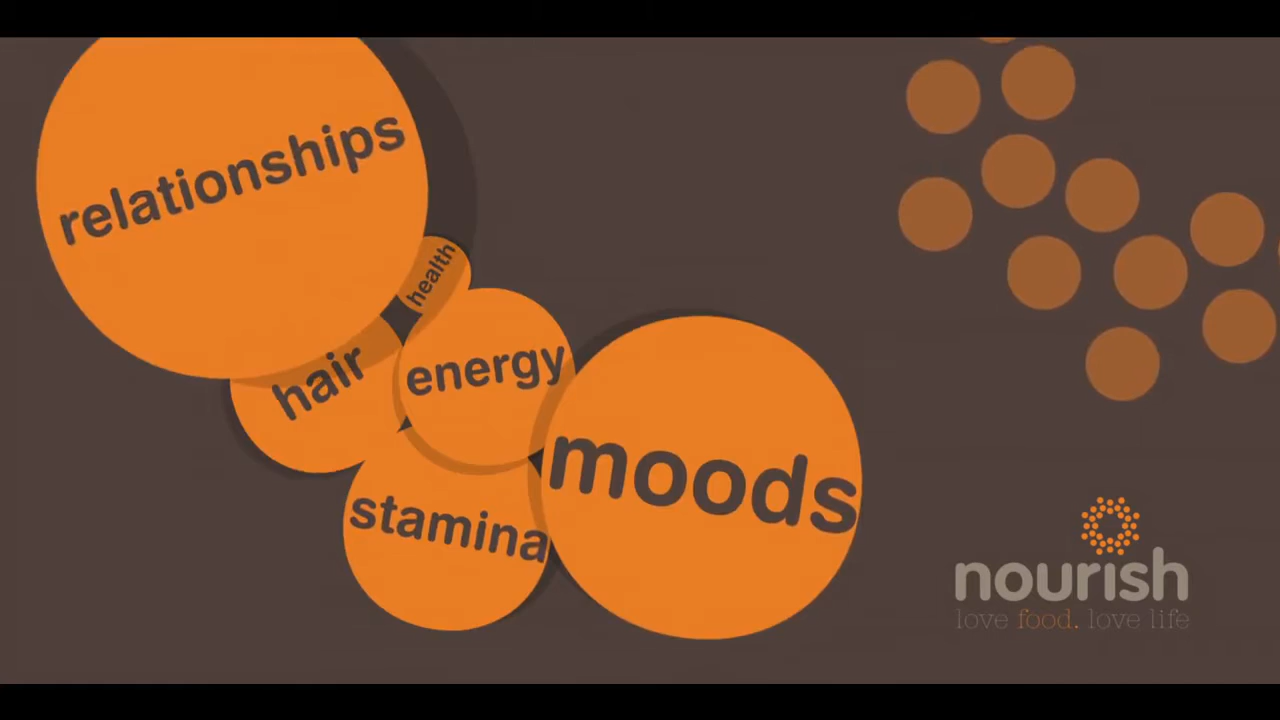 relationships
health
hair
energy
moods
stamina
nourish
love food. love life